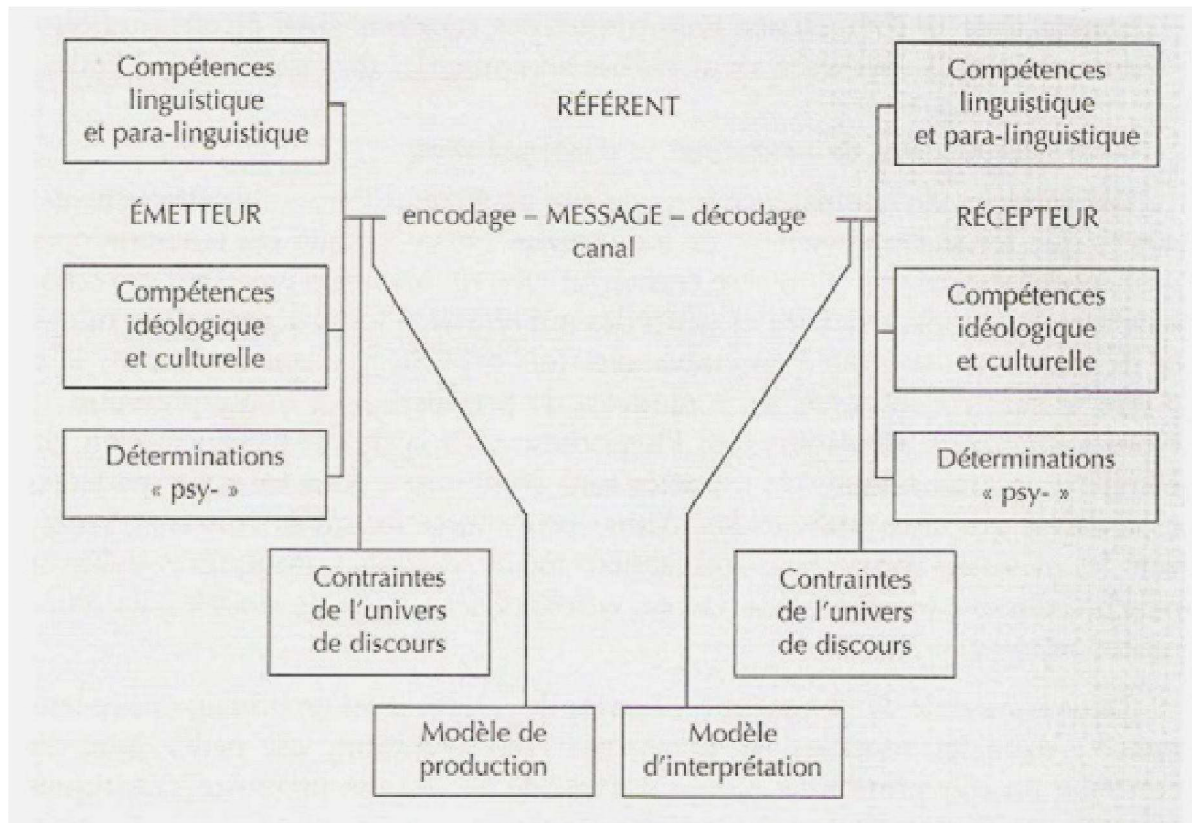 Compétences
linguistique
et para-linguistique
RÉFÉRENT
Compétences
linguistique
et para-linguistique
ÉMETTEUR
encodage – MESSAGE – décodage
canal
RÉCEPTEUR
Compétences
idéologique
et culturelle
Compétences
idéologique
et culturelle
Déterminations
« psy- »
Déterminations
« psy- »
Contraintes
de l'univers
de discours
Contraintes
de l'univers
de discours
Modèle de
production
Modèle
d'interprétation